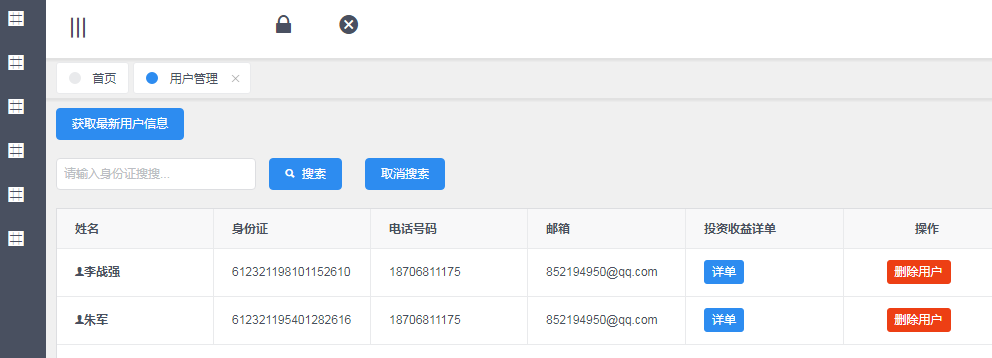 首页 用户管理
获取最新用户信息
请输入身份证搜搜... 搜索 取消搜索
姓名 身份证 电话号码 邮箱 投资收益详单 操作
李战强 612321198101152610 18706811175 852194950@qq.com 详单 删除用户
朱军 612321195401282616 18706811175 852194950@qq.com 详单 删除用户